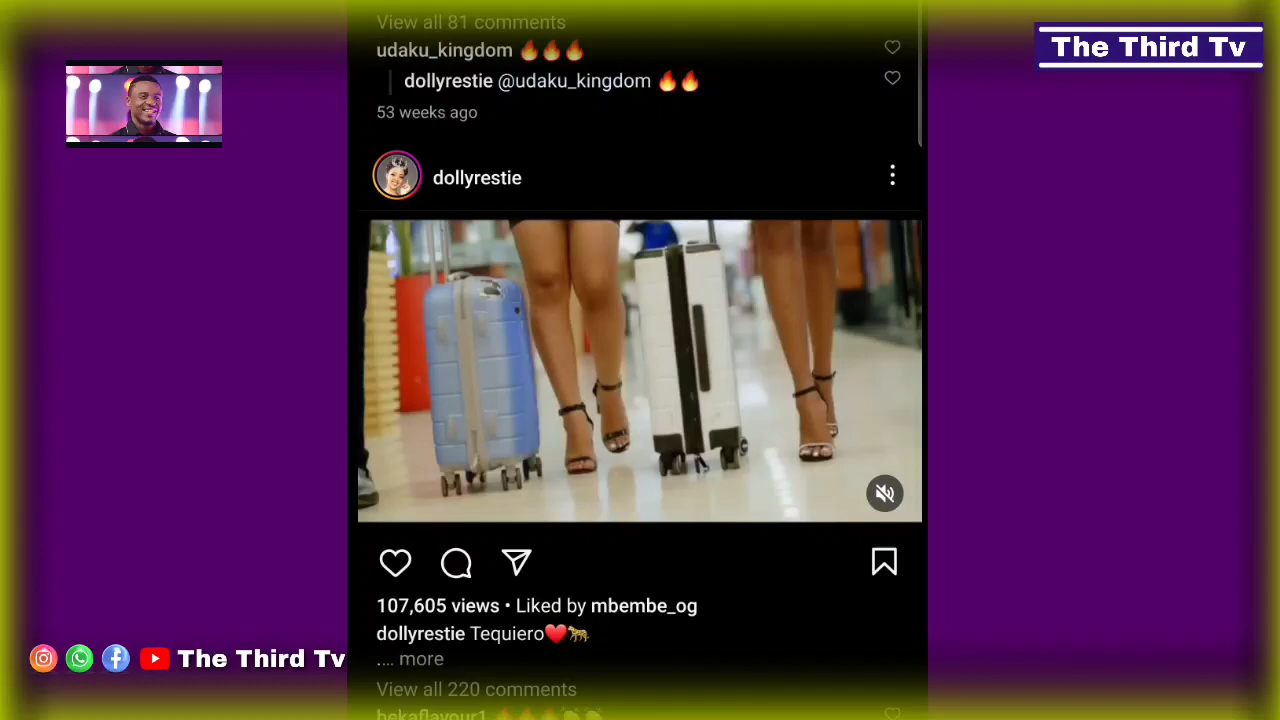 View all 81 comments
The Third Tv
udaku_kingdom 🔥🔥🔥
dollyrestie @udaku_kingdom 🔥🔥
53 weeks ago
dollyrestie
107,605 views • Liked by mbembe_og
dollyrestie Tequiero❤️🐆
.... more
The Third Tv
View all 220 comments
bekaflavour1